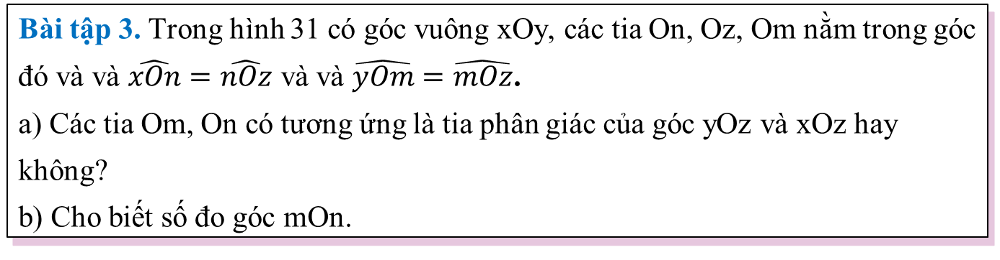 Bài tập 3. Trong hình 31 có góc vuông xOy, các tia On, Oz, Om nằm trong góc
đó và và $\widehat{xOn} = \widehat{nOz}$ và và $\widehat{yOm} = \widehat{mOz}$.
a) Các tia Om, On có tương ứng là tia phân giác của góc yOz và xOz hay
không?
b) Cho biết số đo góc mOn.